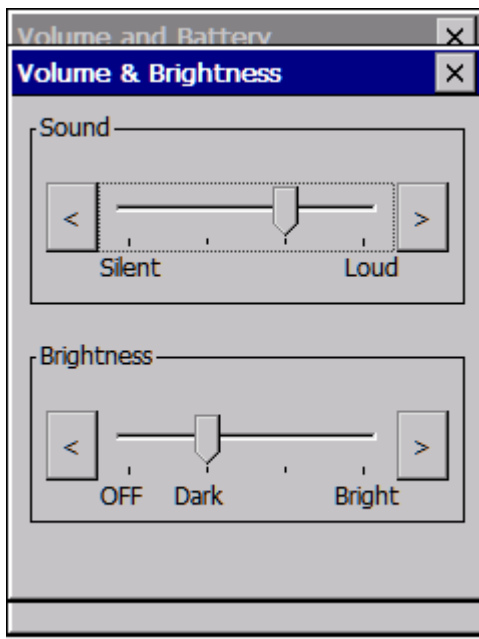 Volume and Battery
Volume & Brightness
Sound
< >
Silent Loud
Brightness
< >
OFF Dark Bright